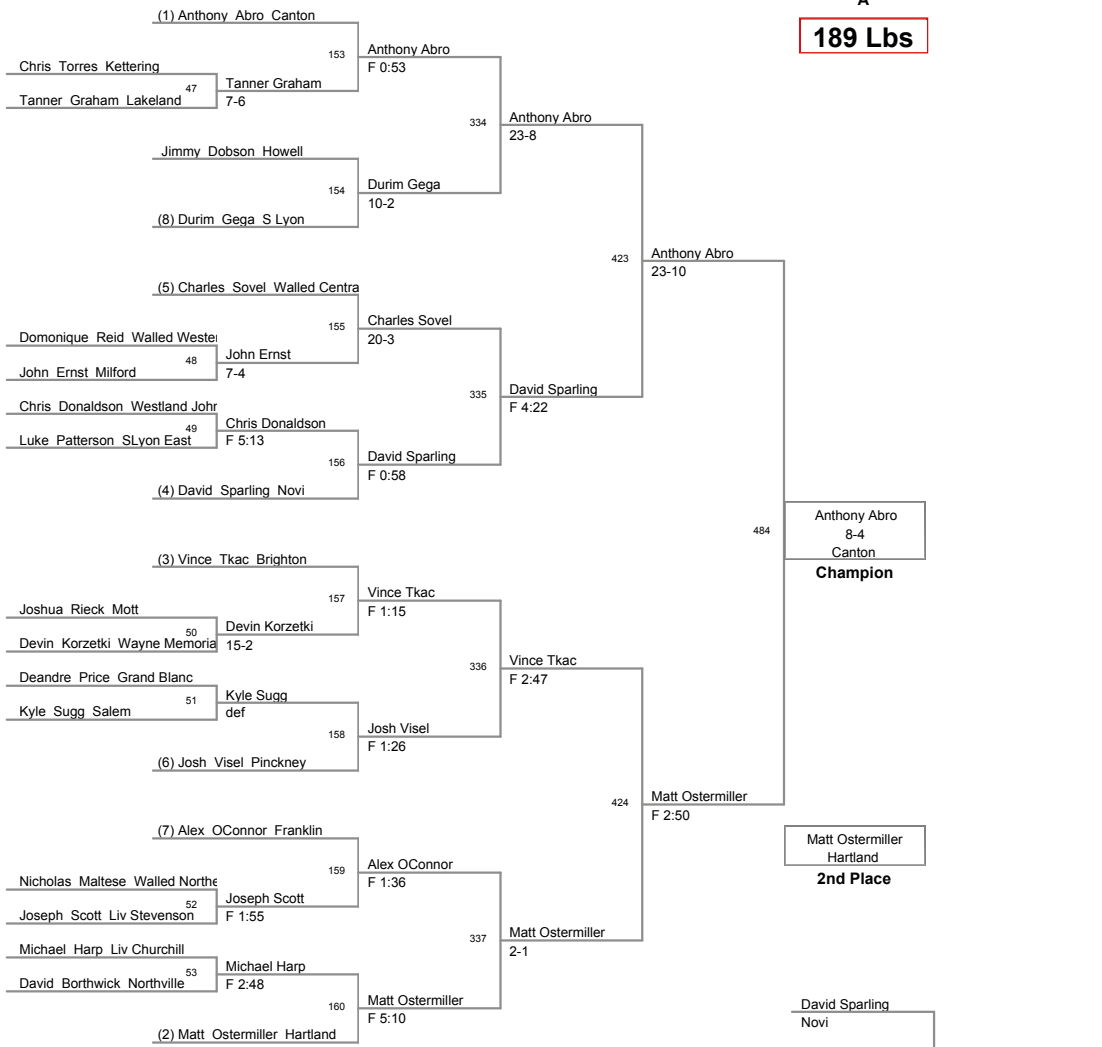 A
189 Lbs
(1) Anthony Abro Canton
153
Anthony Abro
F 0:53
Chris Torres Kettering
47
Tanner Graham
7-6
Tanner Graham Lakeland
334
Anthony Abro
23-8
Jimmy Dobson Howell
154
Durim Gega
10-2
(8) Durim Gega S Lyon
423
Anthony Abro
23-10
(5) Charles Sovel Walled Centra
155
Charles Sovel
20-3
Domonique Reid Walled Wester
48
John Ernst
7-4
John Ernst Milford
335
David Sparling
F 4:22
Chris Donaldson Westland John
49
Chris Donaldson
F 5:13
Luke Patterson SLyon East
156
David Sparling
F 0:58
(4) David Sparling Novi
484
Anthony Abro
8-4
Canton
Champion
(3) Vince Tkac Brighton
157
Vince Tkac
F 1:15
Joshua Rieck Mott
50
Devin Korzetki
15-2
Devin Korzetki Wayne Memoria
336
Vince Tkac
F 2:47
Deandre Price Grand Blanc
51
Kyle Sugg
def
Kyle Sugg Salem
158
Josh Visel
F 1:26
(6) Josh Visel Pinckney
424
Matt Ostermiller
F 2:50
(7) Alex OConnor Franklin
159
Alex OConnor
F 1:36
Nicholas Maltese Walled Northe
52
Joseph Scott
F 1:55
Joseph Scott Liv Stevenson
337
Matt Ostermiller
2-1
Michael Harp Liv Churchill
53
Michael Harp
F 2:48
David Borthwick Northville
160
Matt Ostermiller
F 5:10
(2) Matt Ostermiller Hartland
Matt Ostermiller
Hartland
2nd Place
David Sparling
Novi